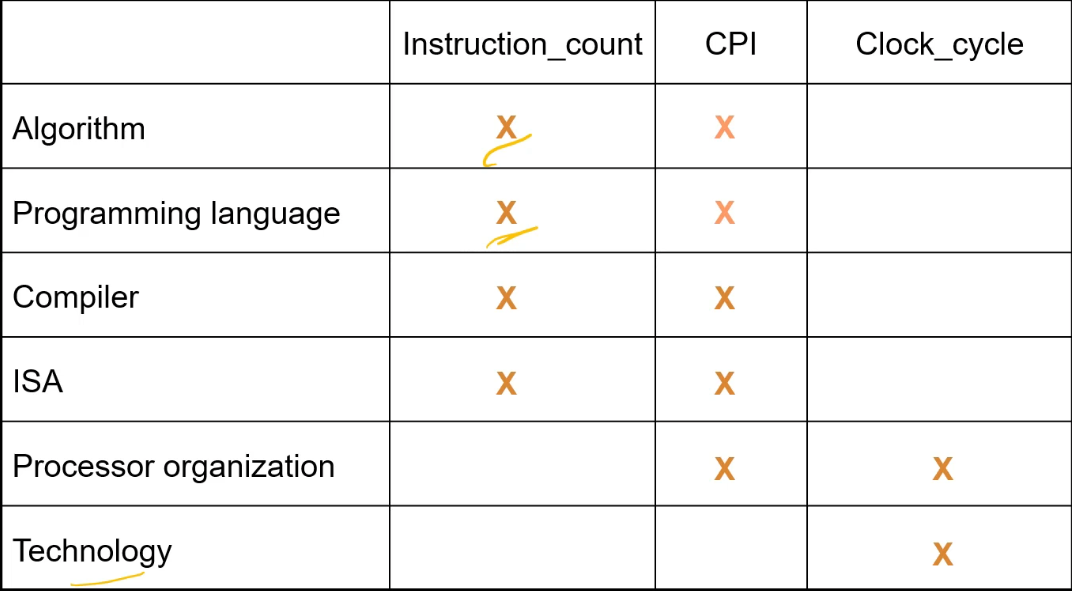 Instruction_count CPI Clock_cycle
Algorithm X X
Programming language X X
Compiler X X
ISA X X
Processor organization X X
Technology X